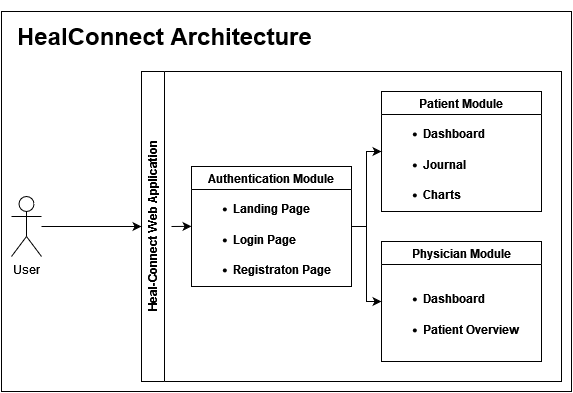 HealConnect Architecture
User
Heal-Connect Web Application
Authentication Module
• Landing Page
• Login Page
• Registraton Page
Patient Module
• Dashboard
• Journal
• Charts
Physician Module
• Dashboard
• Patient Overview